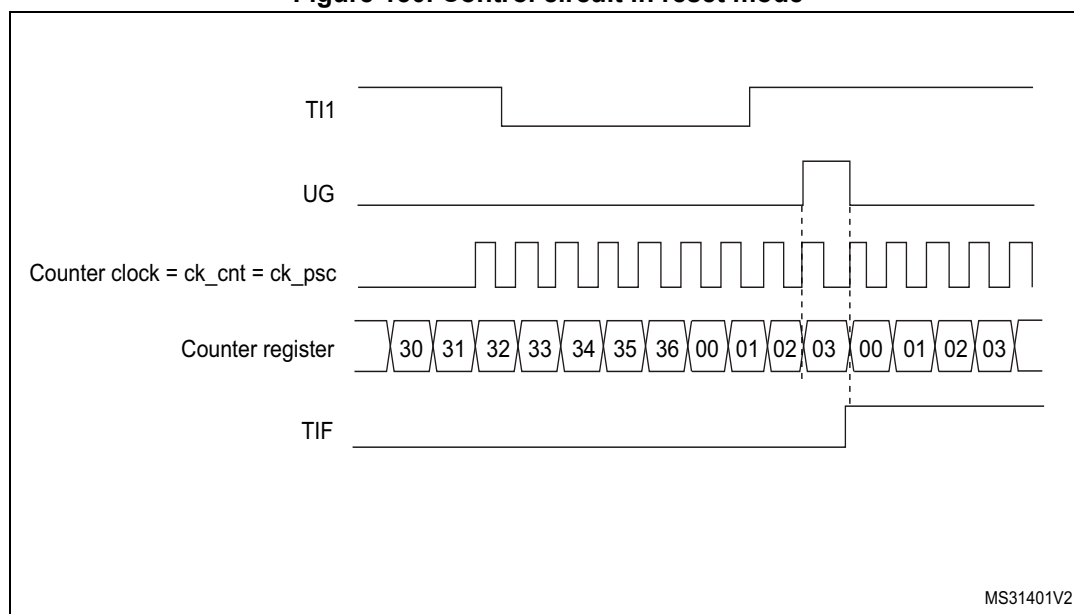 Figure Control circuit in reset mode
TI1
UG
Counter clock = ck_cnt = ck_psc
Counter register 30 31 32 33 34 35 36 00 01 02 03 00 01 02 03
TIF
MS31401V2